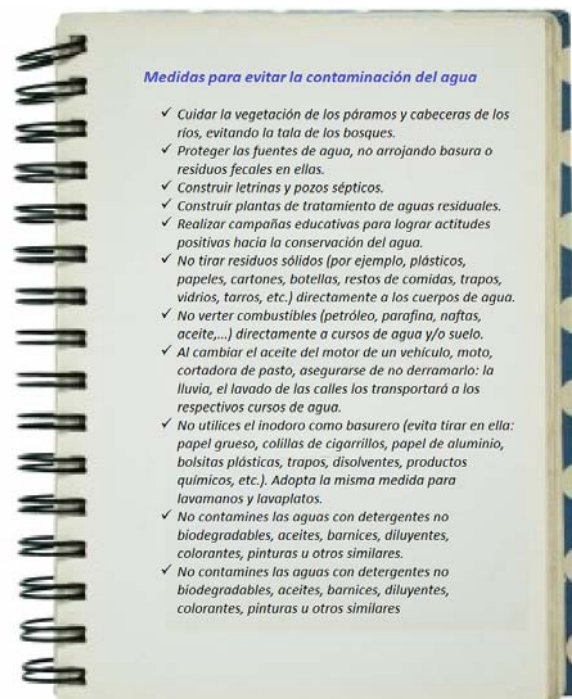 Medidas para evitar la contaminación del agua
✓ Cuidar la vegetación de los páramos y cabeceras de los
ríos, evitando la tala de los bosques.
✓ Proteger las fuentes de agua, no arrojando basura o
residuos fecales en ellas.
✓ Construir letrinas y pozos sépticos.
✓ Construir plantas de tratamiento de aguas residuales.
✓ Realizar campañas educativas para lograr actitudes
positivas hacia la conservación del agua.
✓ No tirar residuos sólidos (por ejemplo, plásticos,
papeles, cartones, botellas, restos de comidas, trapos,
vidrios, tarros, etc.) directamente a los cuerpos de agua.
✓ No verter combustibles (petróleo, parafina, naftas,
aceite,...) directamente a cursos de agua y/o suelo.
✓ Al cambiar el aceite del motor de un vehículo, moto,
cortadora de pasto, asegurarse de no derramarlo: la
lluvia, el lavado de las calles los transportará a los
respectivos cursos de agua.
✓ No utilices el inodoro como basurero (evita tirar en ella:
papel grueso, colillas de cigarrillos, papel de aluminio,
bolsitas plásticas, trapos, disolventes, productos
químicos, etc.). Adopta la misma medida para
lavamanos y lavaplatos.
✓ No contamines las aguas con detergentes no
biodegradables, aceites, barnices, diluyentes,
colorantes, pinturas u otros similares.
✓ No contamines las aguas con detergentes no
biodegradables, aceites, barnices, diluyentes,
colorantes, pinturas u otros similares